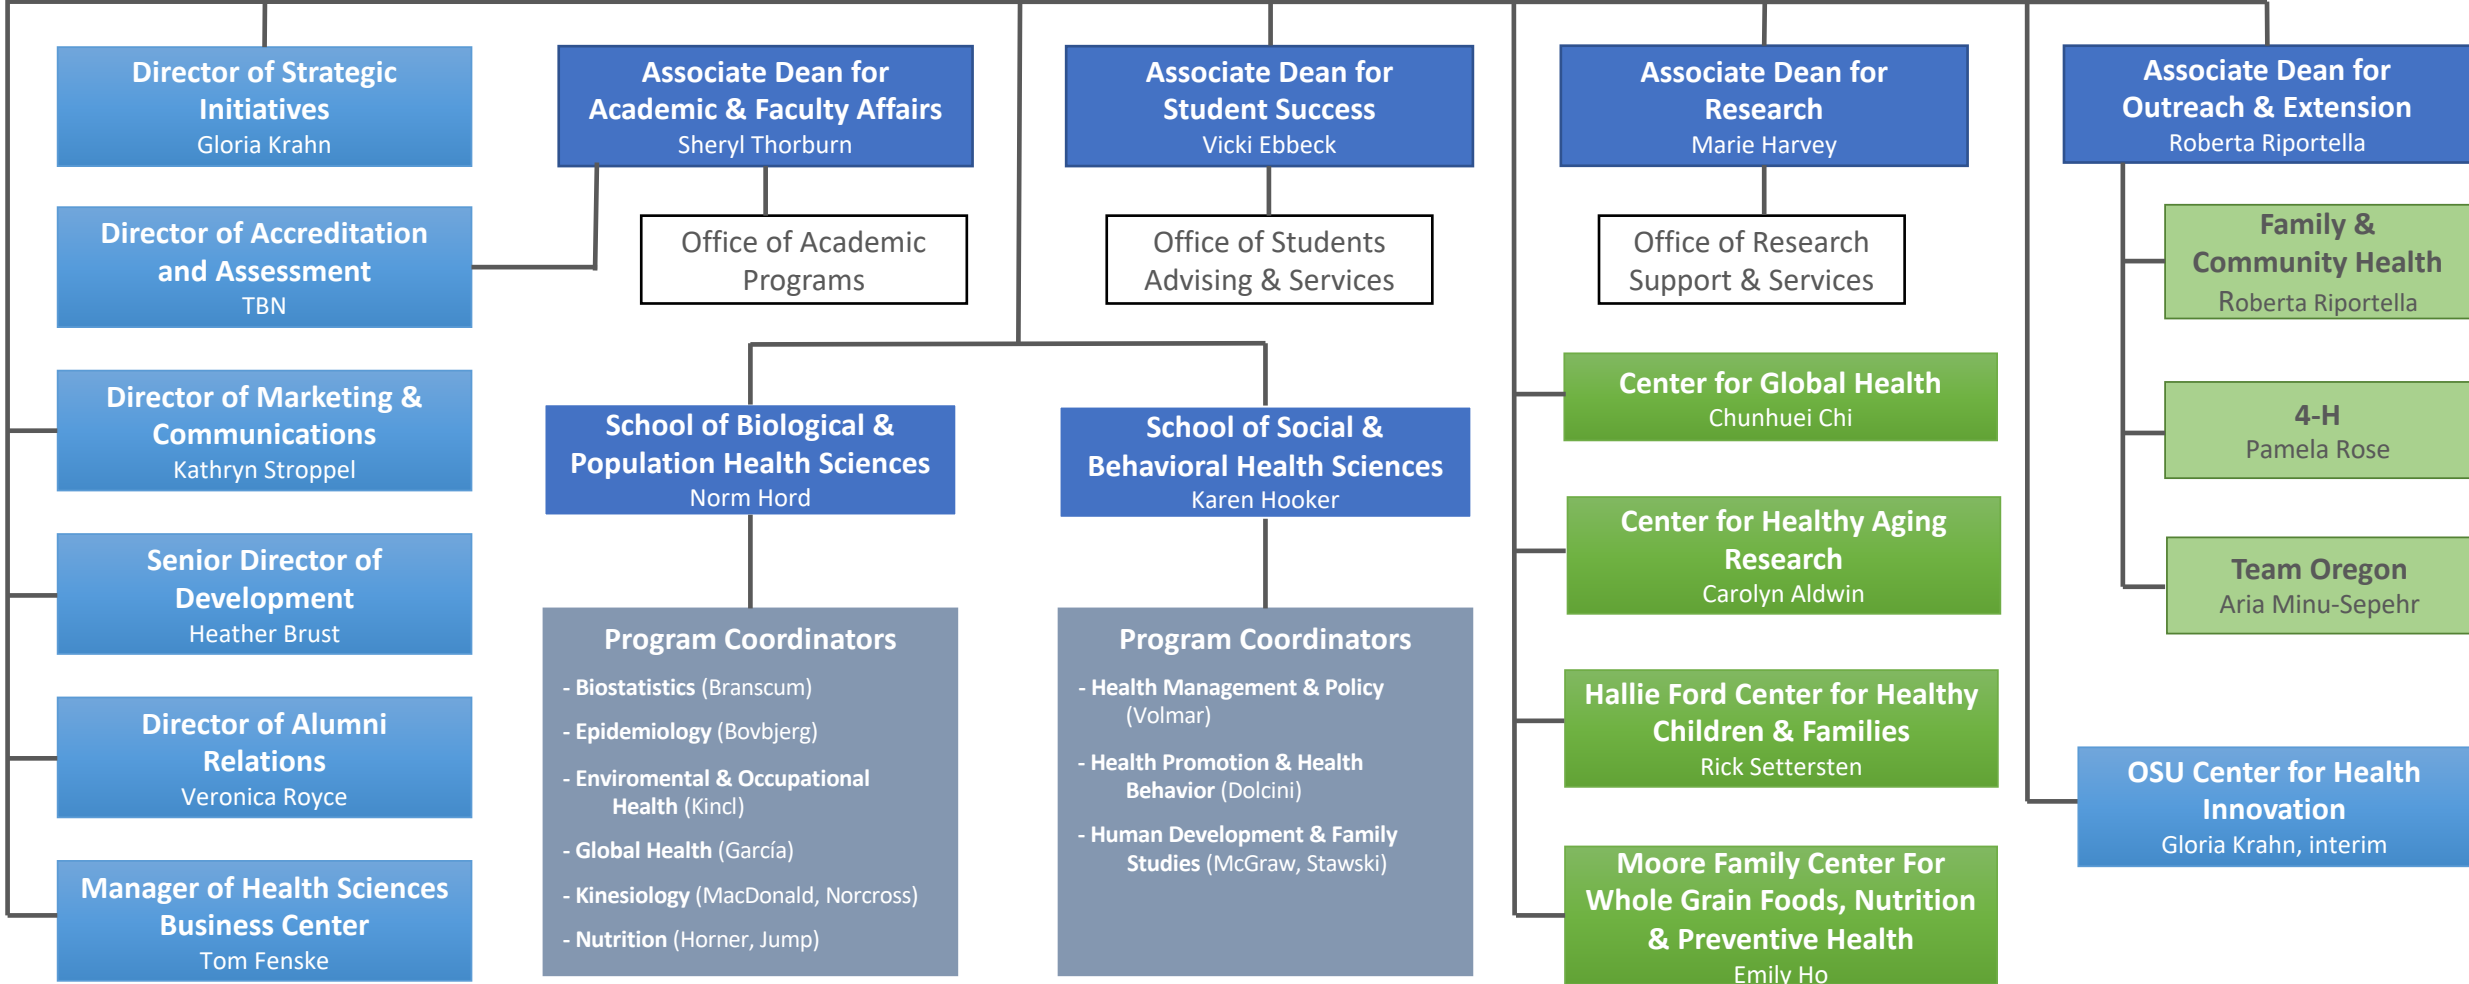 Director of Strategic
Initiatives
Gloria Krahn
Associate Dean for
Academic & Faculty Affairs
Sheryl Thorburn
Associate Dean for
Student Success
Vicki Ebbeck
Associate Dean for
Research
Marie Harvey
Associate Dean for
Outreach & Extension
Roberta Riportella
Director of Accreditation
and Assessment
TBN
Office of Academic
Programs
Office of Students
Advising & Services
Office of Research
Support & Services
Family &
Community Health
Roberta Riportella
Director of Marketing &
Communications
Kathryn Stroppel
School of Biological &
Population Health Sciences
Norm Hord
School of Social &
Behavioral Health Sciences
Karen Hooker
Center for Global Health
Chunhuei Chi
4-H
Pamela Rose
Senior Director of
Development
Heather Brust
Center for Healthy Aging
Research
Carolyn Aldwin
Team Oregon
Aria Minu-Sepehr
Director of Alumni
Relations
Veronica Royce
Program Coordinators
- Biostatistics (Branscum)
- Epidemiology (Bovbjerg)
- Enviromental & Occupational
Health (Kincl)
- Global Health (García)
- Kinesiology (MacDonald, Norcross)
- Nutrition (Horner, Jump)
Program Coordinators
- Health Management & Policy
(Volmar)
- Health Promotion & Health
Behavior (Dolcini)
- Human Development & Family
Studies (McGraw, Stawski)
Hallie Ford Center for Healthy
Children & Families
Rick Settersten
OSU Center for Health
Innovation
Gloria Krahn, interim
Manager of Health Sciences
Business Center
Tom Fenske
Moore Family Center For
Whole Grain Foods, Nutrition
& Preventive Health
Emily Ho